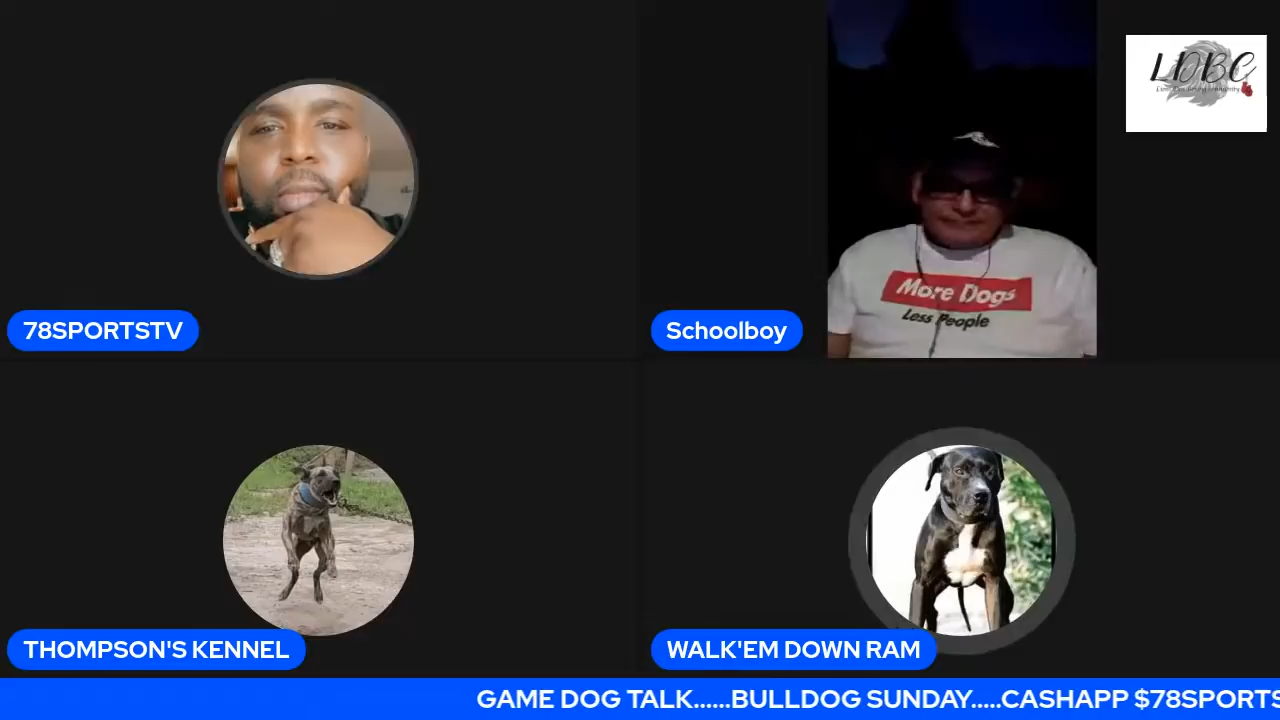 LDBC
78SPORTSTV
Schoolboy
More Dogs
Less People
THOMPSON'S KENNEL
WALK'EM DOWN RAM
GAME DOG TALK......BULLDOG SUNDAY.....CASHAPP $78SPORTS